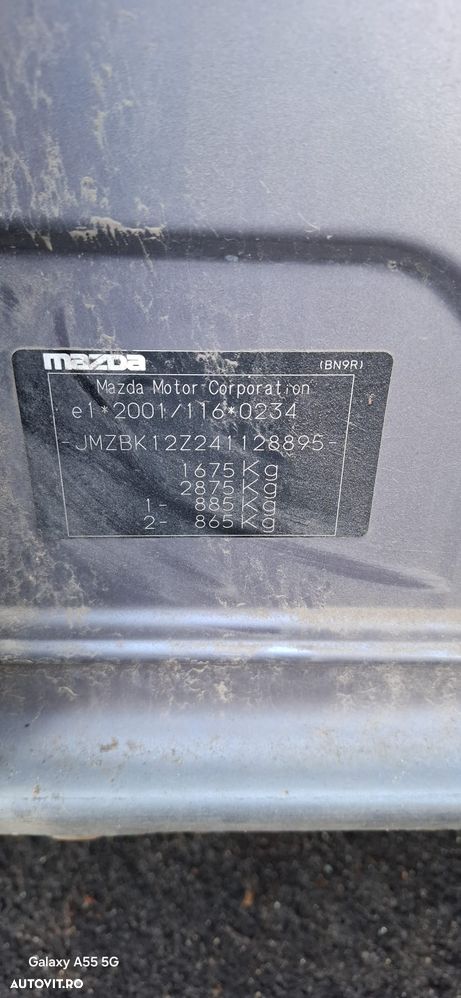 mazda (BN9R)
Mazda Motor Corporation
e1*2001/116*0234
-JMZBK12Z241128895-
1675 Kg
2875 Kg
1- 885 Kg
2- 865 Kg
Galaxy A55 5G
AUTOVIT.RO